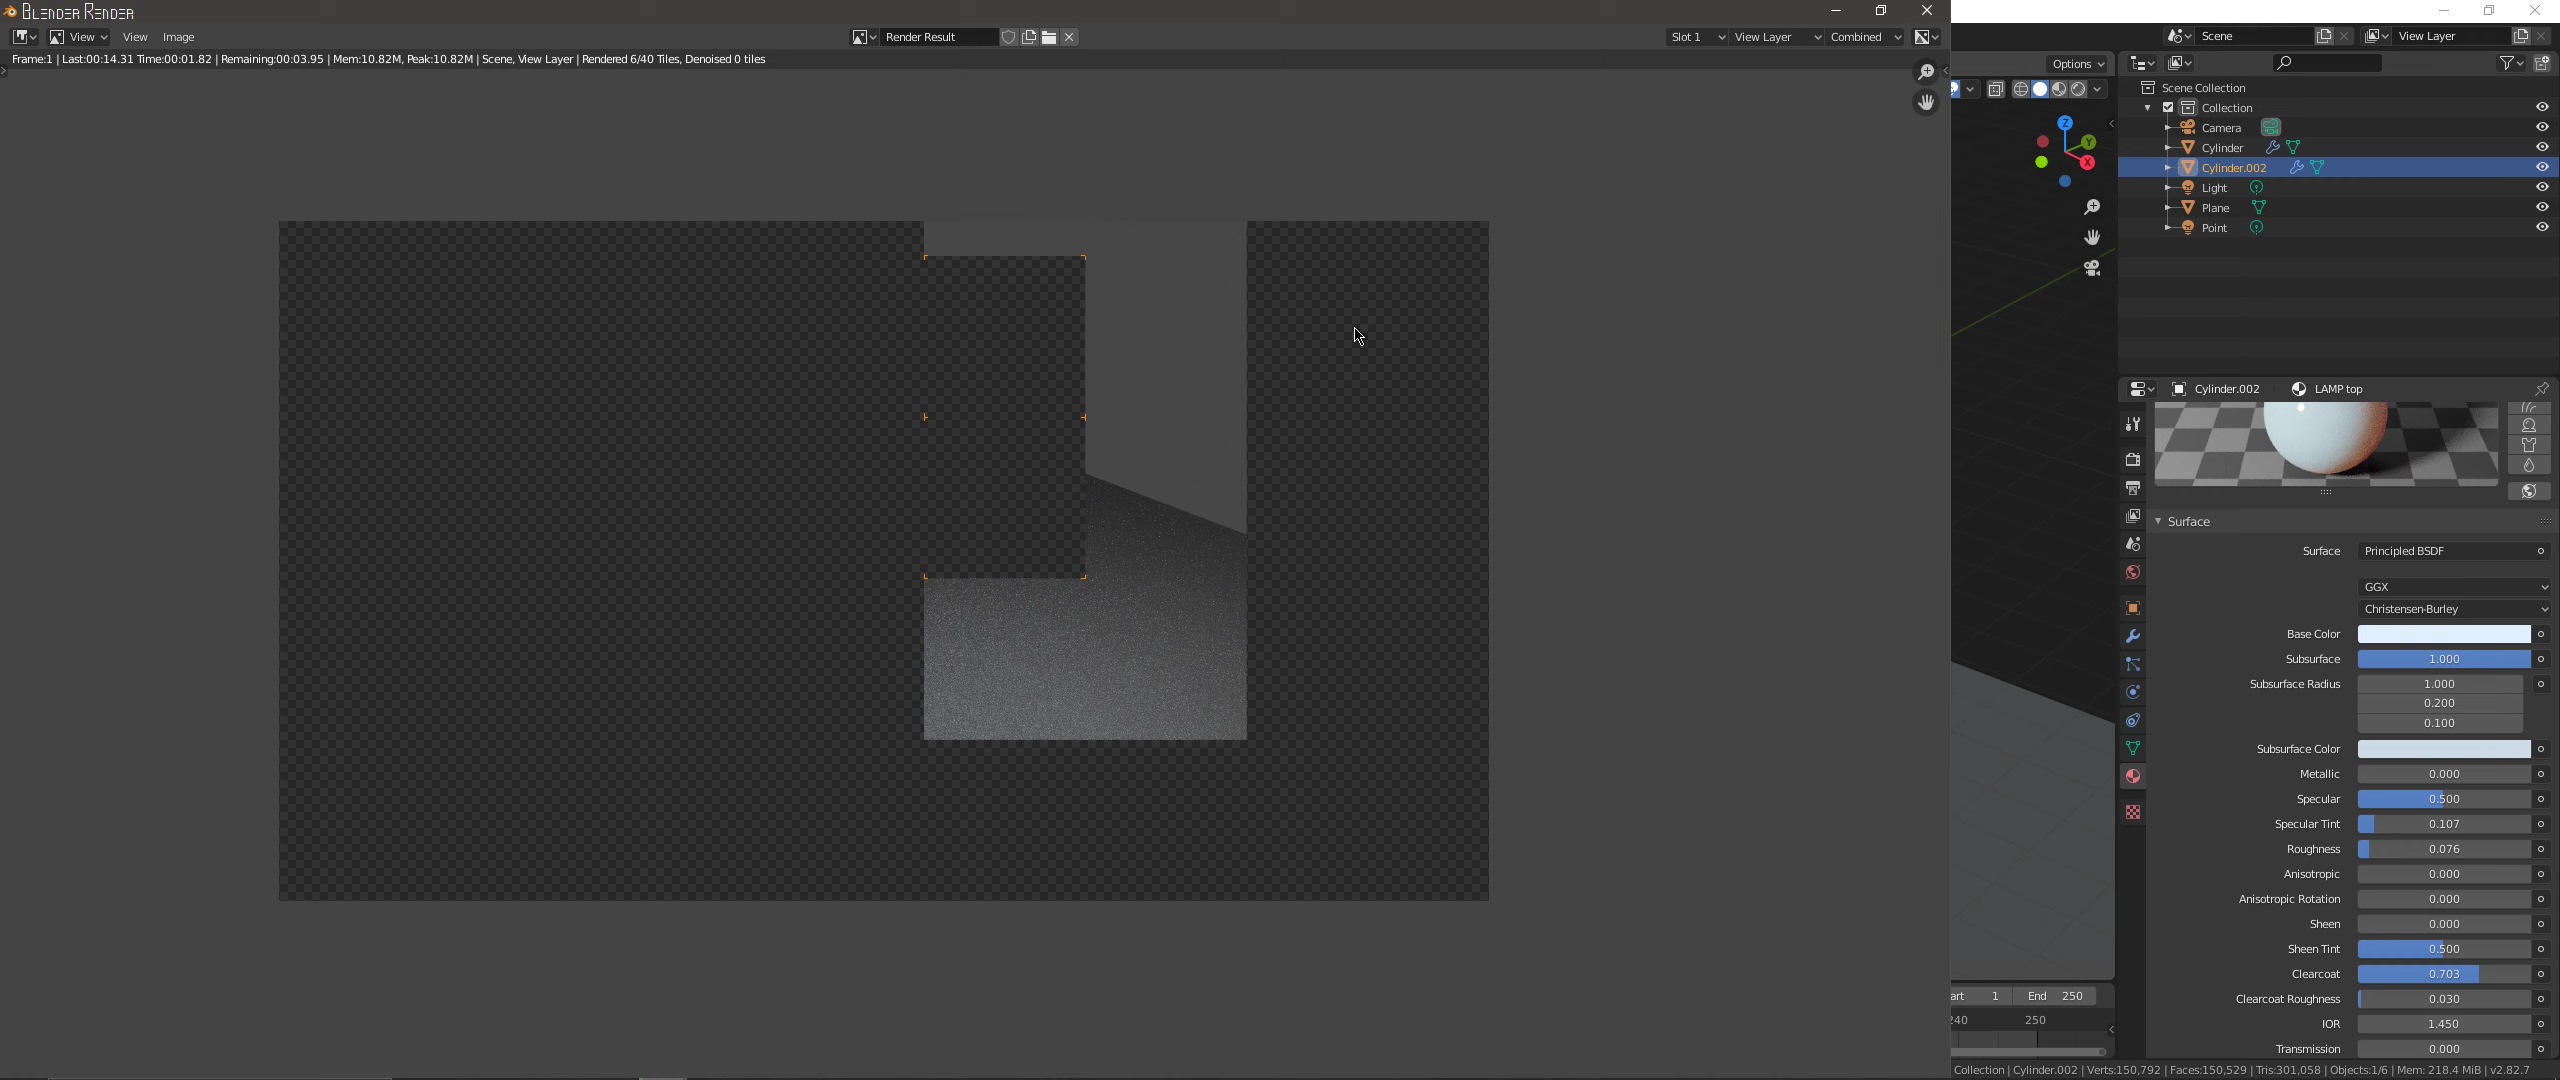 Blender Render
View View Image Render Result Slot 1 View Layer Combined
Frame:1 | Last:00:14.31 Time:00:01.82 | Remaining:00:03.95 | Mem:10.82M, Peak:10.82M | Scene, View Layer | Rendered 6/40 Tiles, Denoised 0 tiles
Scene View Layer
Options
Z
Y
X
Scene Collection
Collection
Camera
Cylinder
Cylinder.002
Light
Plane
Point
Cylinder.002 LAMP top
Surface
Surface Principled BSDF
GGX
Christensen-Burley
Base Color
Subsurface 1.000
Subsurface Radius 1.000
0.200
0.100
Subsurface Color
Metallic 0.000
Specular 0.500
Specular Tint 0.107
Roughness 0.076
Anisotropic 0.000
Anisotropic Rotation 0.000
Sheen 0.000
Sheen Tint 0.500
Clearcoat 0.703
Clearcoat Roughness 0.030
IOR 1.450
Transmission 0.000
art 1 End 250
240 250
Collection | Cylinder.002 | Verts:150,792 | Faces:150,529 | Tris:301,058 | Objects:1/6 | Mem: 218.4 MiB | v2.82.7